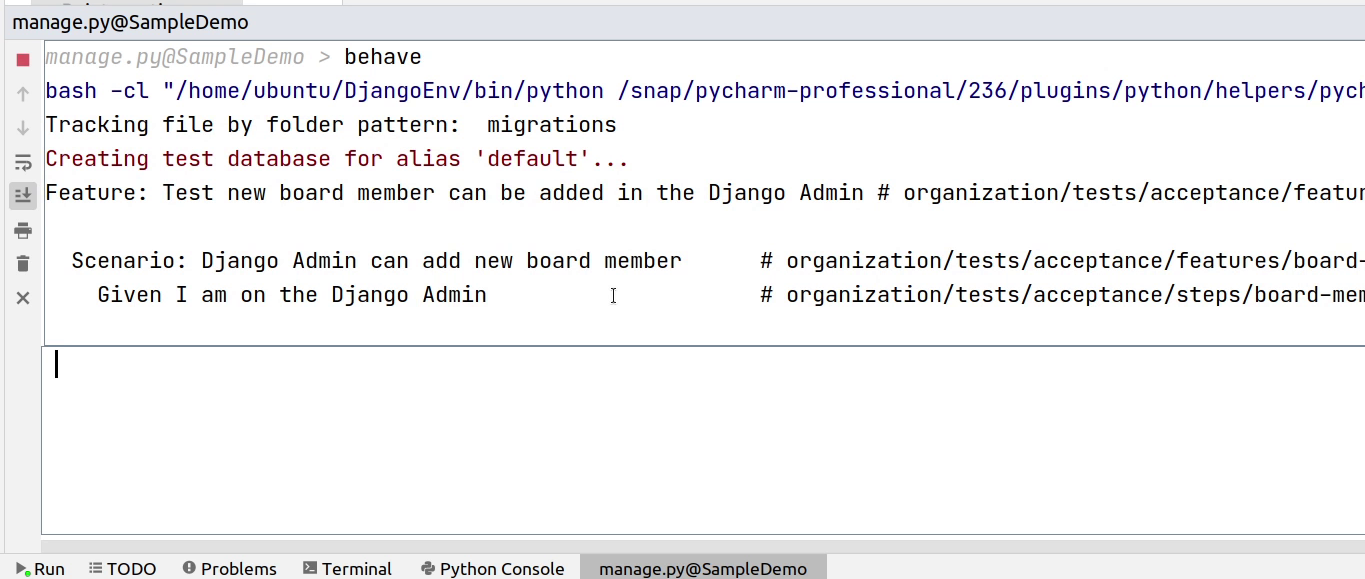 manage.py@SampleDemo
manage.py@SampleDemo > behave
bash -cl "/home/ubuntu/DjangoEnv/bin/python /snap/pycharm-professional/236/plugins/python/helpers/pych
Tracking file by folder pattern:  migrations
Creating test database for alias 'default'...
Feature: Test new board member can be added in the Django Admin # organization/tests/acceptance/featur
Scenario: Django Admin can add new board member # organization/tests/acceptance/features/board-
Given I am on the Django Admin # organization/tests/acceptance/steps/board-mem
Run TODO Problems Terminal Python Console manage.py@SampleDemo